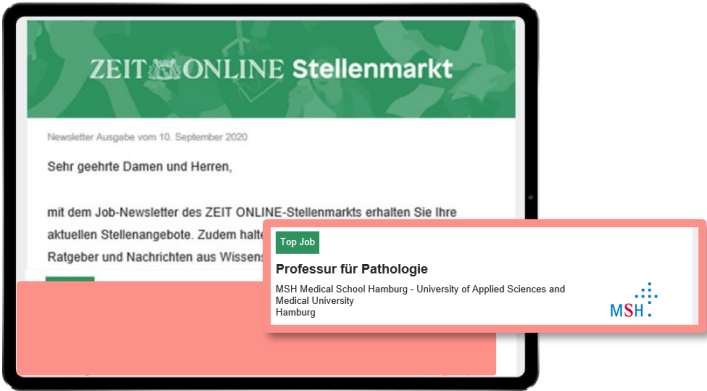 ZEIT ONLINE Stellenmarkt
Newsletter Ausgabe vom 10. September 2020
Sehr geehrte Damen und Herren,
mit dem Job-Newsletter des ZEIT ONLINE-Stellenmarkts erhalten Sie Ihre
aktuellen Stellenangebote. Zudem
Ratgeber und Nachrichten aus
Top Job
Professur für Pathologie
MSH Medical School Hamburg - University of Applied Sciences and
Medical University
Hamburg
MSH